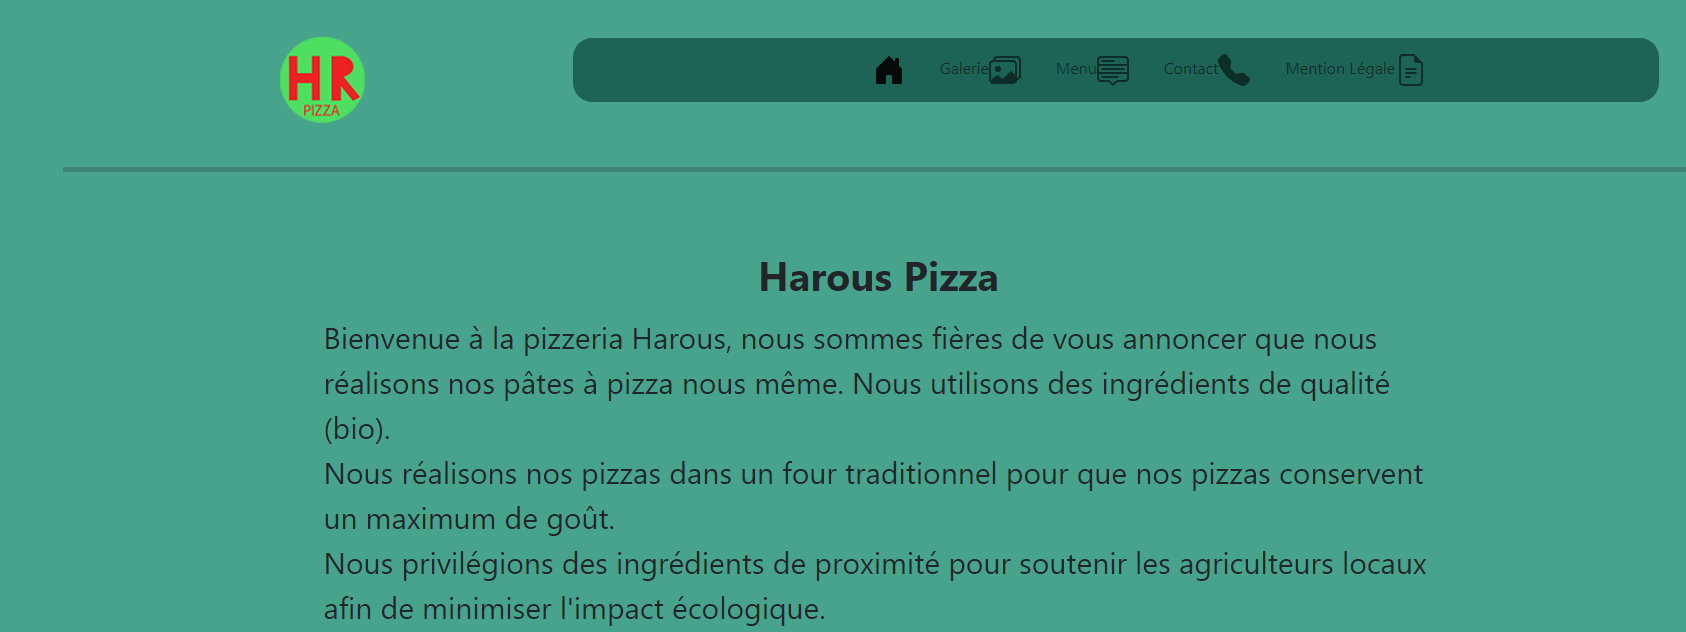 HR
PIZZA
Galerie Menu Contact Mention Légale
Harous Pizza
Bienvenue à la pizzeria Harous, nous sommes fières de vous annoncer que nous
réalisons nos pâtes à pizza nous même. Nous utilisons des ingrédients de qualité
(bio).
Nous réalisons nos pizzas dans un four traditionnel pour que nos pizzas conservent
un maximum de goût.
Nous privilégions des ingrédients de proximité pour soutenir les agriculteurs locaux
afin de minimiser l'impact écologique.